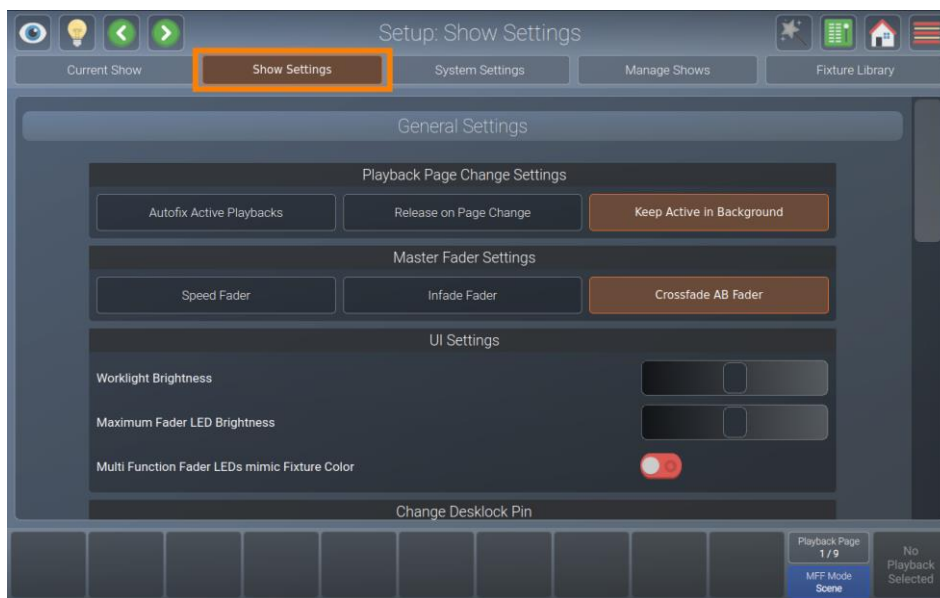 Setup: Show Settings
Current Show
Show Settings
System Settings
Manage Shows
Fixture Library
General Settings
Playback Page Change Settings
Autofix Active Playbacks
Release on Page Change
Keep Active in Background
Master Fader Settings
Speed Fader
Infade Fader
Crossfade AB Fader
UI Settings
Worklight Brightness
Maximum Fader LED Brightness
Multi Function Fader LEDs mimic Fixture Color
Change Desklock Pin
Playback Page
1/9
MFF Mode
Scene
No
Playback
Selected